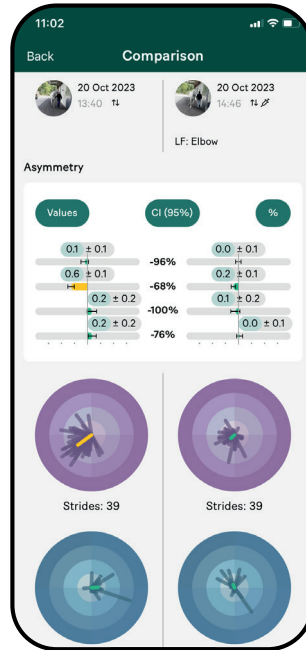 11:02
Back Comparison
20 Oct 2023 20 Oct 2023
13:40 14:46
LF: Elbow
Asymmetry
Values CI (95%) %
0.1 ± 0.1 0.0 ± 0.1
-96%
0.6 ± 0.1 0.2 ± 0.1
-68%
0.2 ± 0.2 0.1 ± 0.2
-100%
0.2 ± 0.2 0.0 ± 0.1
-76%
Strides: 39 Strides: 39